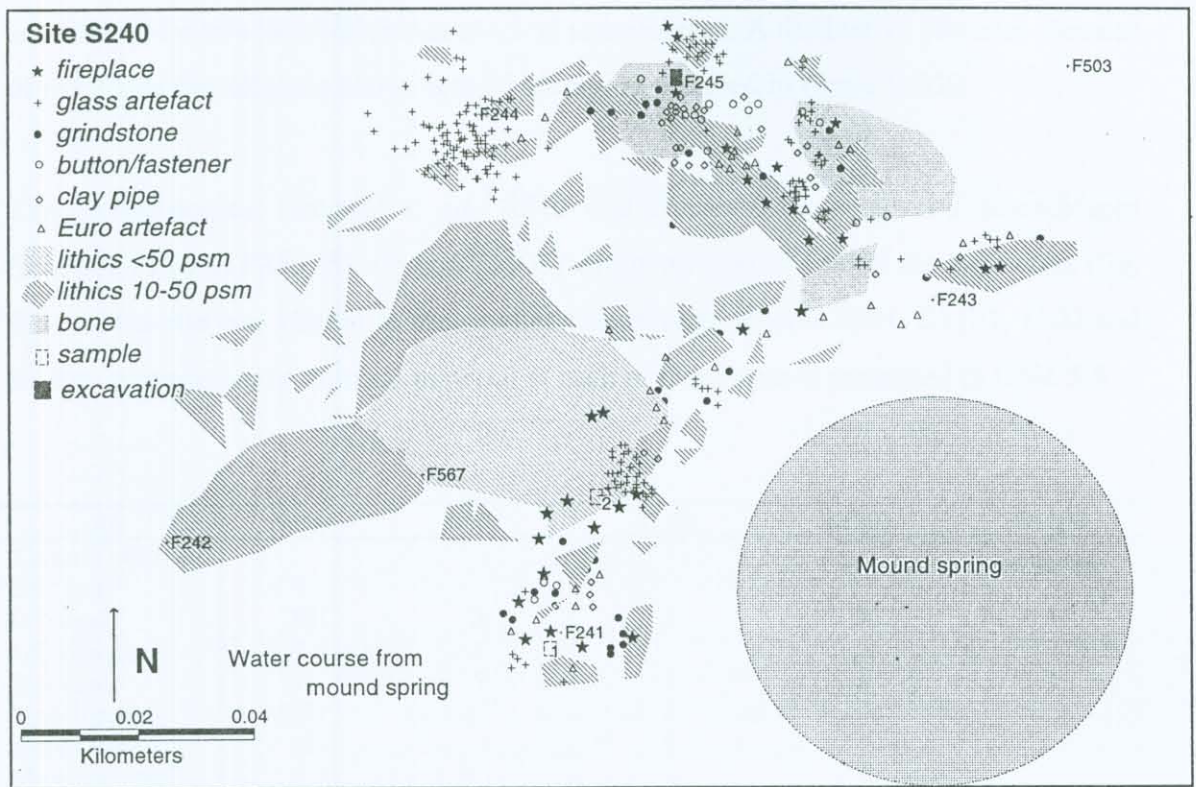 Site S240
fireplace
glass artefact
grindstone
button/fastener
clay pipe
Euro artefact
lithics <50 psm
lithics 10-50 psm
bone
sample
excavation
F503
F245
F244
F243
F567
2
F242
Mound spring
F241
1
N
Water course from
mound spring
0 0.02 0.04
Kilometers